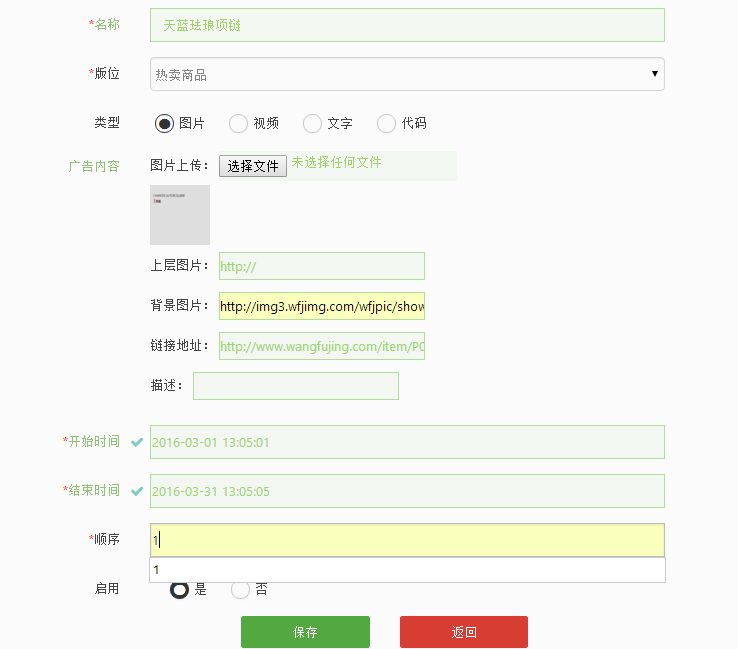 *名称 天蓝珐琅项链
*版位 热卖商品
类型 图片 视频 文字 代码
广告内容 图片上传： 选择文件 未选择任何文件
上层图片： http://
背景图片： http://img3.wfjimg.com/wfjpic/show
链接地址： http://www.wangfujing.com/item/P0
描述：
*开始时间 2016-03-01 13:05:01
*结束时间 2016-03-31 13:05:05
*顺序 1
1
启用 是 否
保存 返回